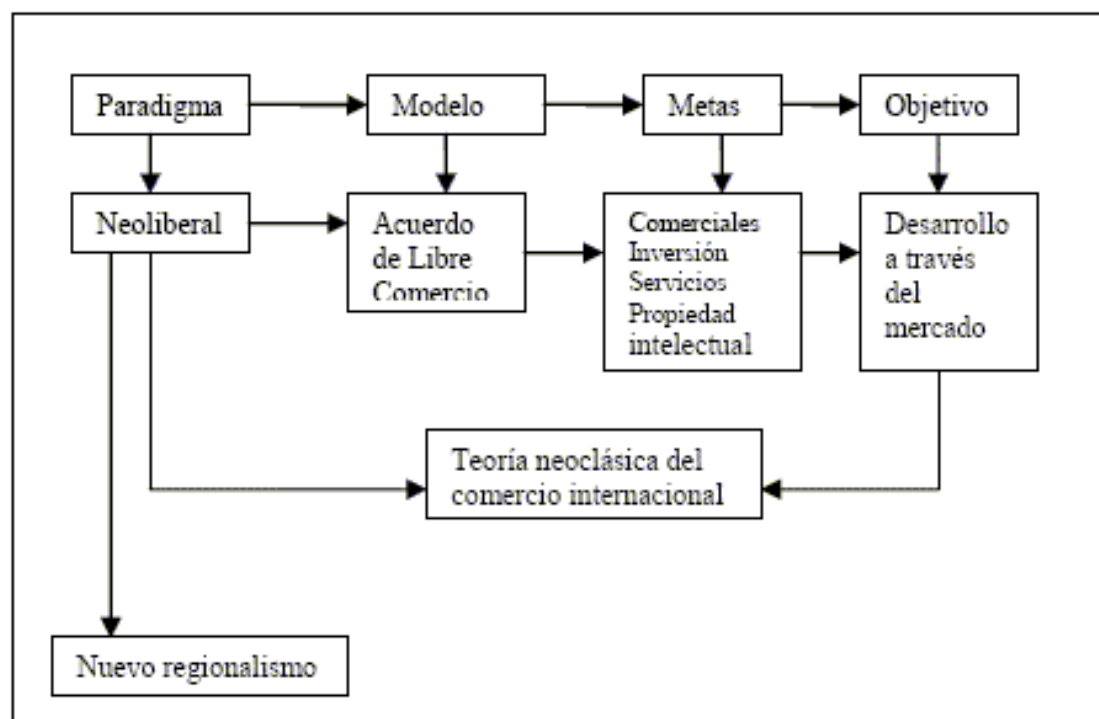 Paradigma
Modelo
Metas
Objetivo
Neoliberal
Acuerdo
de Libre
Comercio
Comerciales
Inversión
Servicios
Propiedad
intelectual
Desarrollo
a través
del
mercado
Teoría neoclásica del
comercio internacional
Nuevo regionalismo